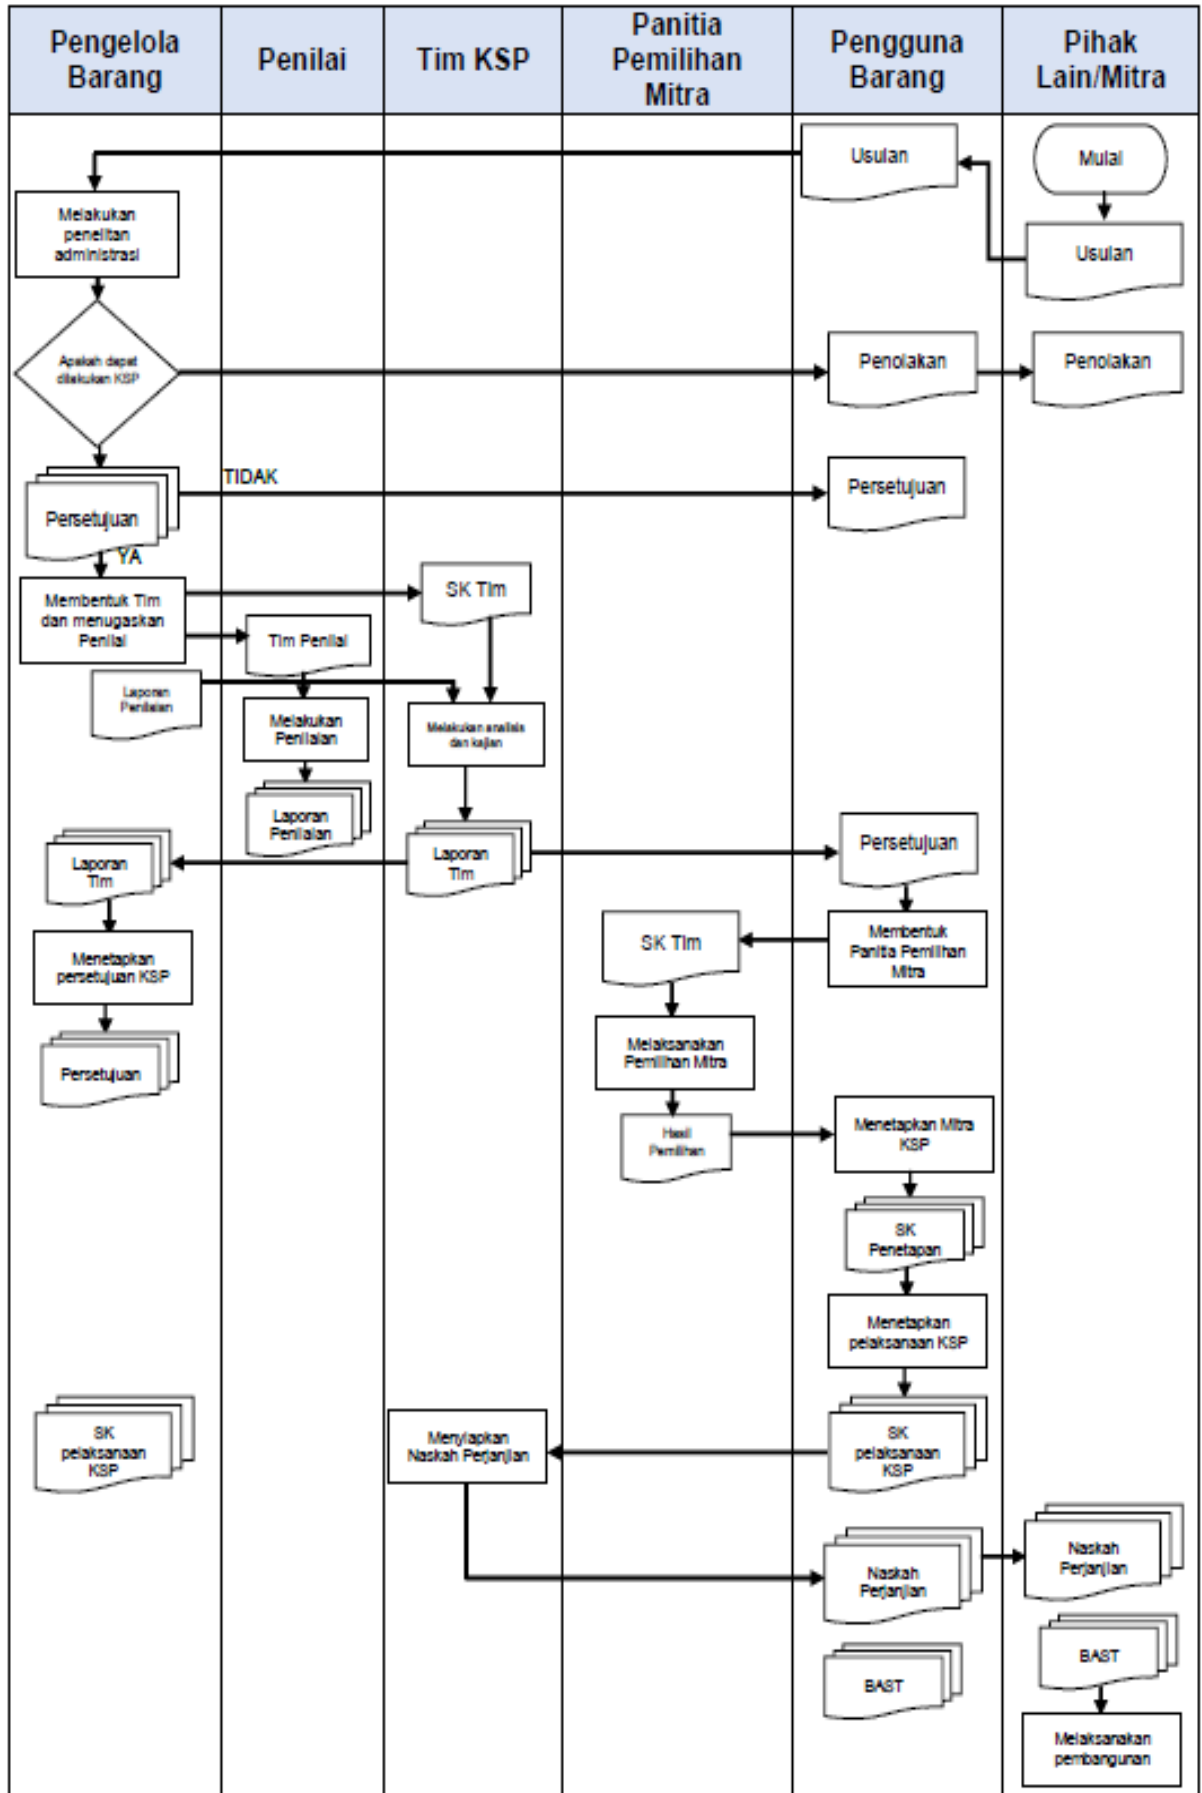 Pengelola
Barang
Penilai
Tim KSP
Panitia
Pemilihan
Mitra
Pengguna
Barang
Pihak
Lain/Mitra
Usulan
Mulai
Melakukan
penelitan
administrasi
Usulan
Apakah dapat
dilakukan KSP
Penolakan
Penolakan
TIDAK
Persetujuan
Persetujuan
YA
Membentuk Tim
dan menugaskan
Penilai
SK Tim
Tim Penilai
Laporan
Penilaian
Melakukan
Penilaian
Melakukan analisis
dan kajian
Laporan
Penilaian
Laporan
Tim
Laporan
Tim
Persetujuan
Menetapkan
persetujuan KSP
SK Tim
Membentuk
Panitia Pemilihan
Mitra
Persetujuan
Melaksanakan
Pemilihan Mitra
Hasil
Pemilihan
Menetapkan Mitra
KSP
SK
Penetapan
Menetapkan
pelaksanaan KSP
SK
pelaksanaan
KSP
Menyiapkan
Naskah Perjanjian
SK
pelaksanaan
KSP
Naskah
Perjanjian
Naskah
Perjanjian
BAST
BAST
Melaksanakan
pembangunan